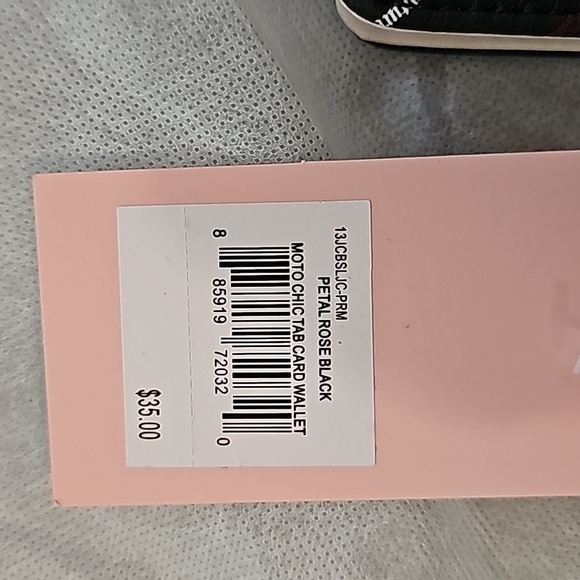 13JCBSLJC-PRM
PETAL ROSE BLACK
MOTO CHIC TAB CARD WALLET
8 85919 72032 0
$35.00